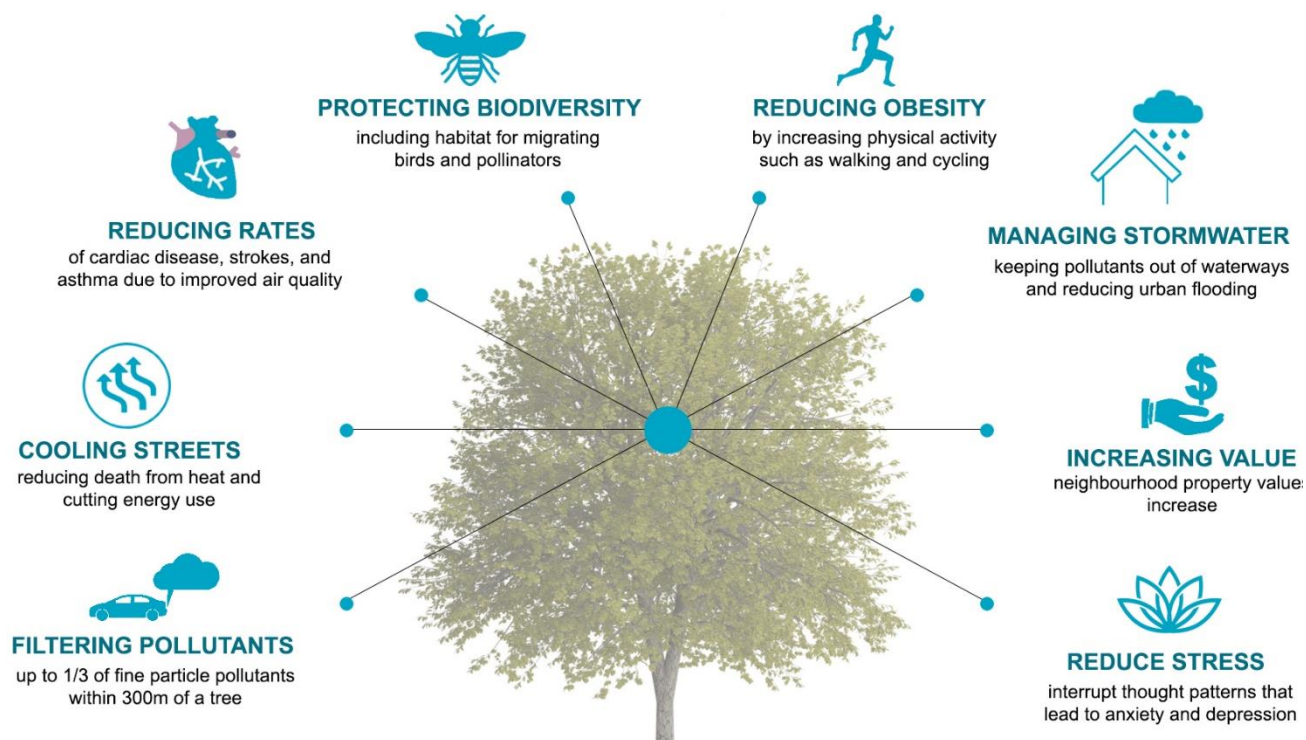 PROTECTING BIODIVERSITY
including habitat for migrating
birds and pollinators
REDUCING OBESITY
by increasing physical activity
such as walking and cycling
REDUCING RATES
of cardiac disease, strokes, and
asthma due to improved air quality
MANAGING STORMWATER
keeping pollutants out of waterways
and reducing urban flooding
COOLING STREETS
reducing death from heat and
cutting energy use
$
INCREASING VALUE
neighbourhood property values
increase
FILTERING POLLUTANTS
up to 1/3 of fine particle pollutants
within 300m of a tree
REDUCE STRESS
interrupt thought patterns that
lead to anxiety and depression